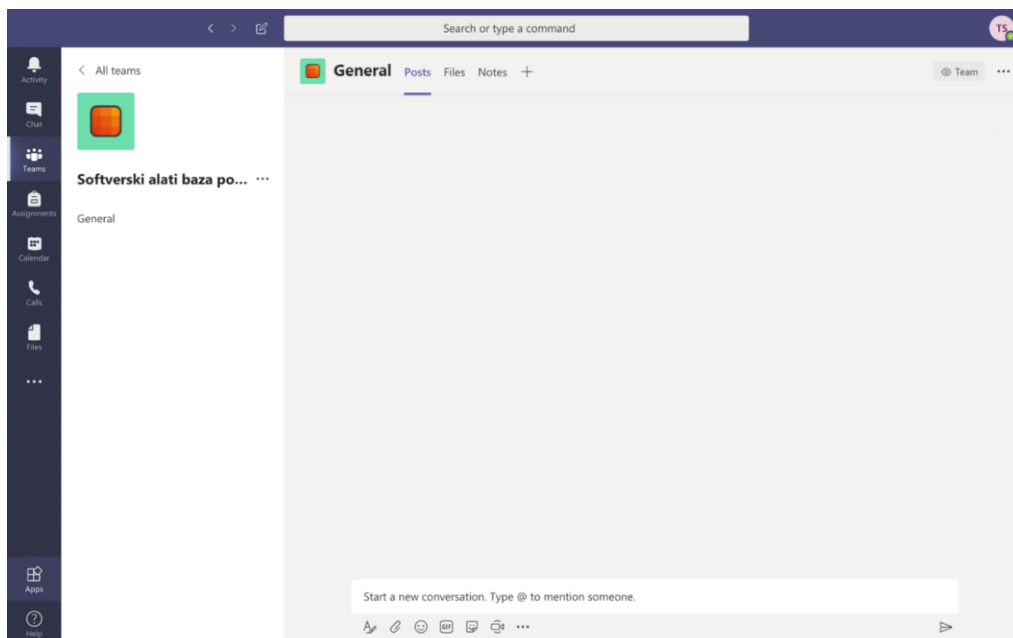 Search or type a command
TS
Activity
Chat
Teams
Assignments
Calendar
Calls
Files
Apps
Help
All teams
Softverski alati baza po...
General
General Posts Files Notes
Team
Start a new conversation. Type @ to mention someone.
GIF